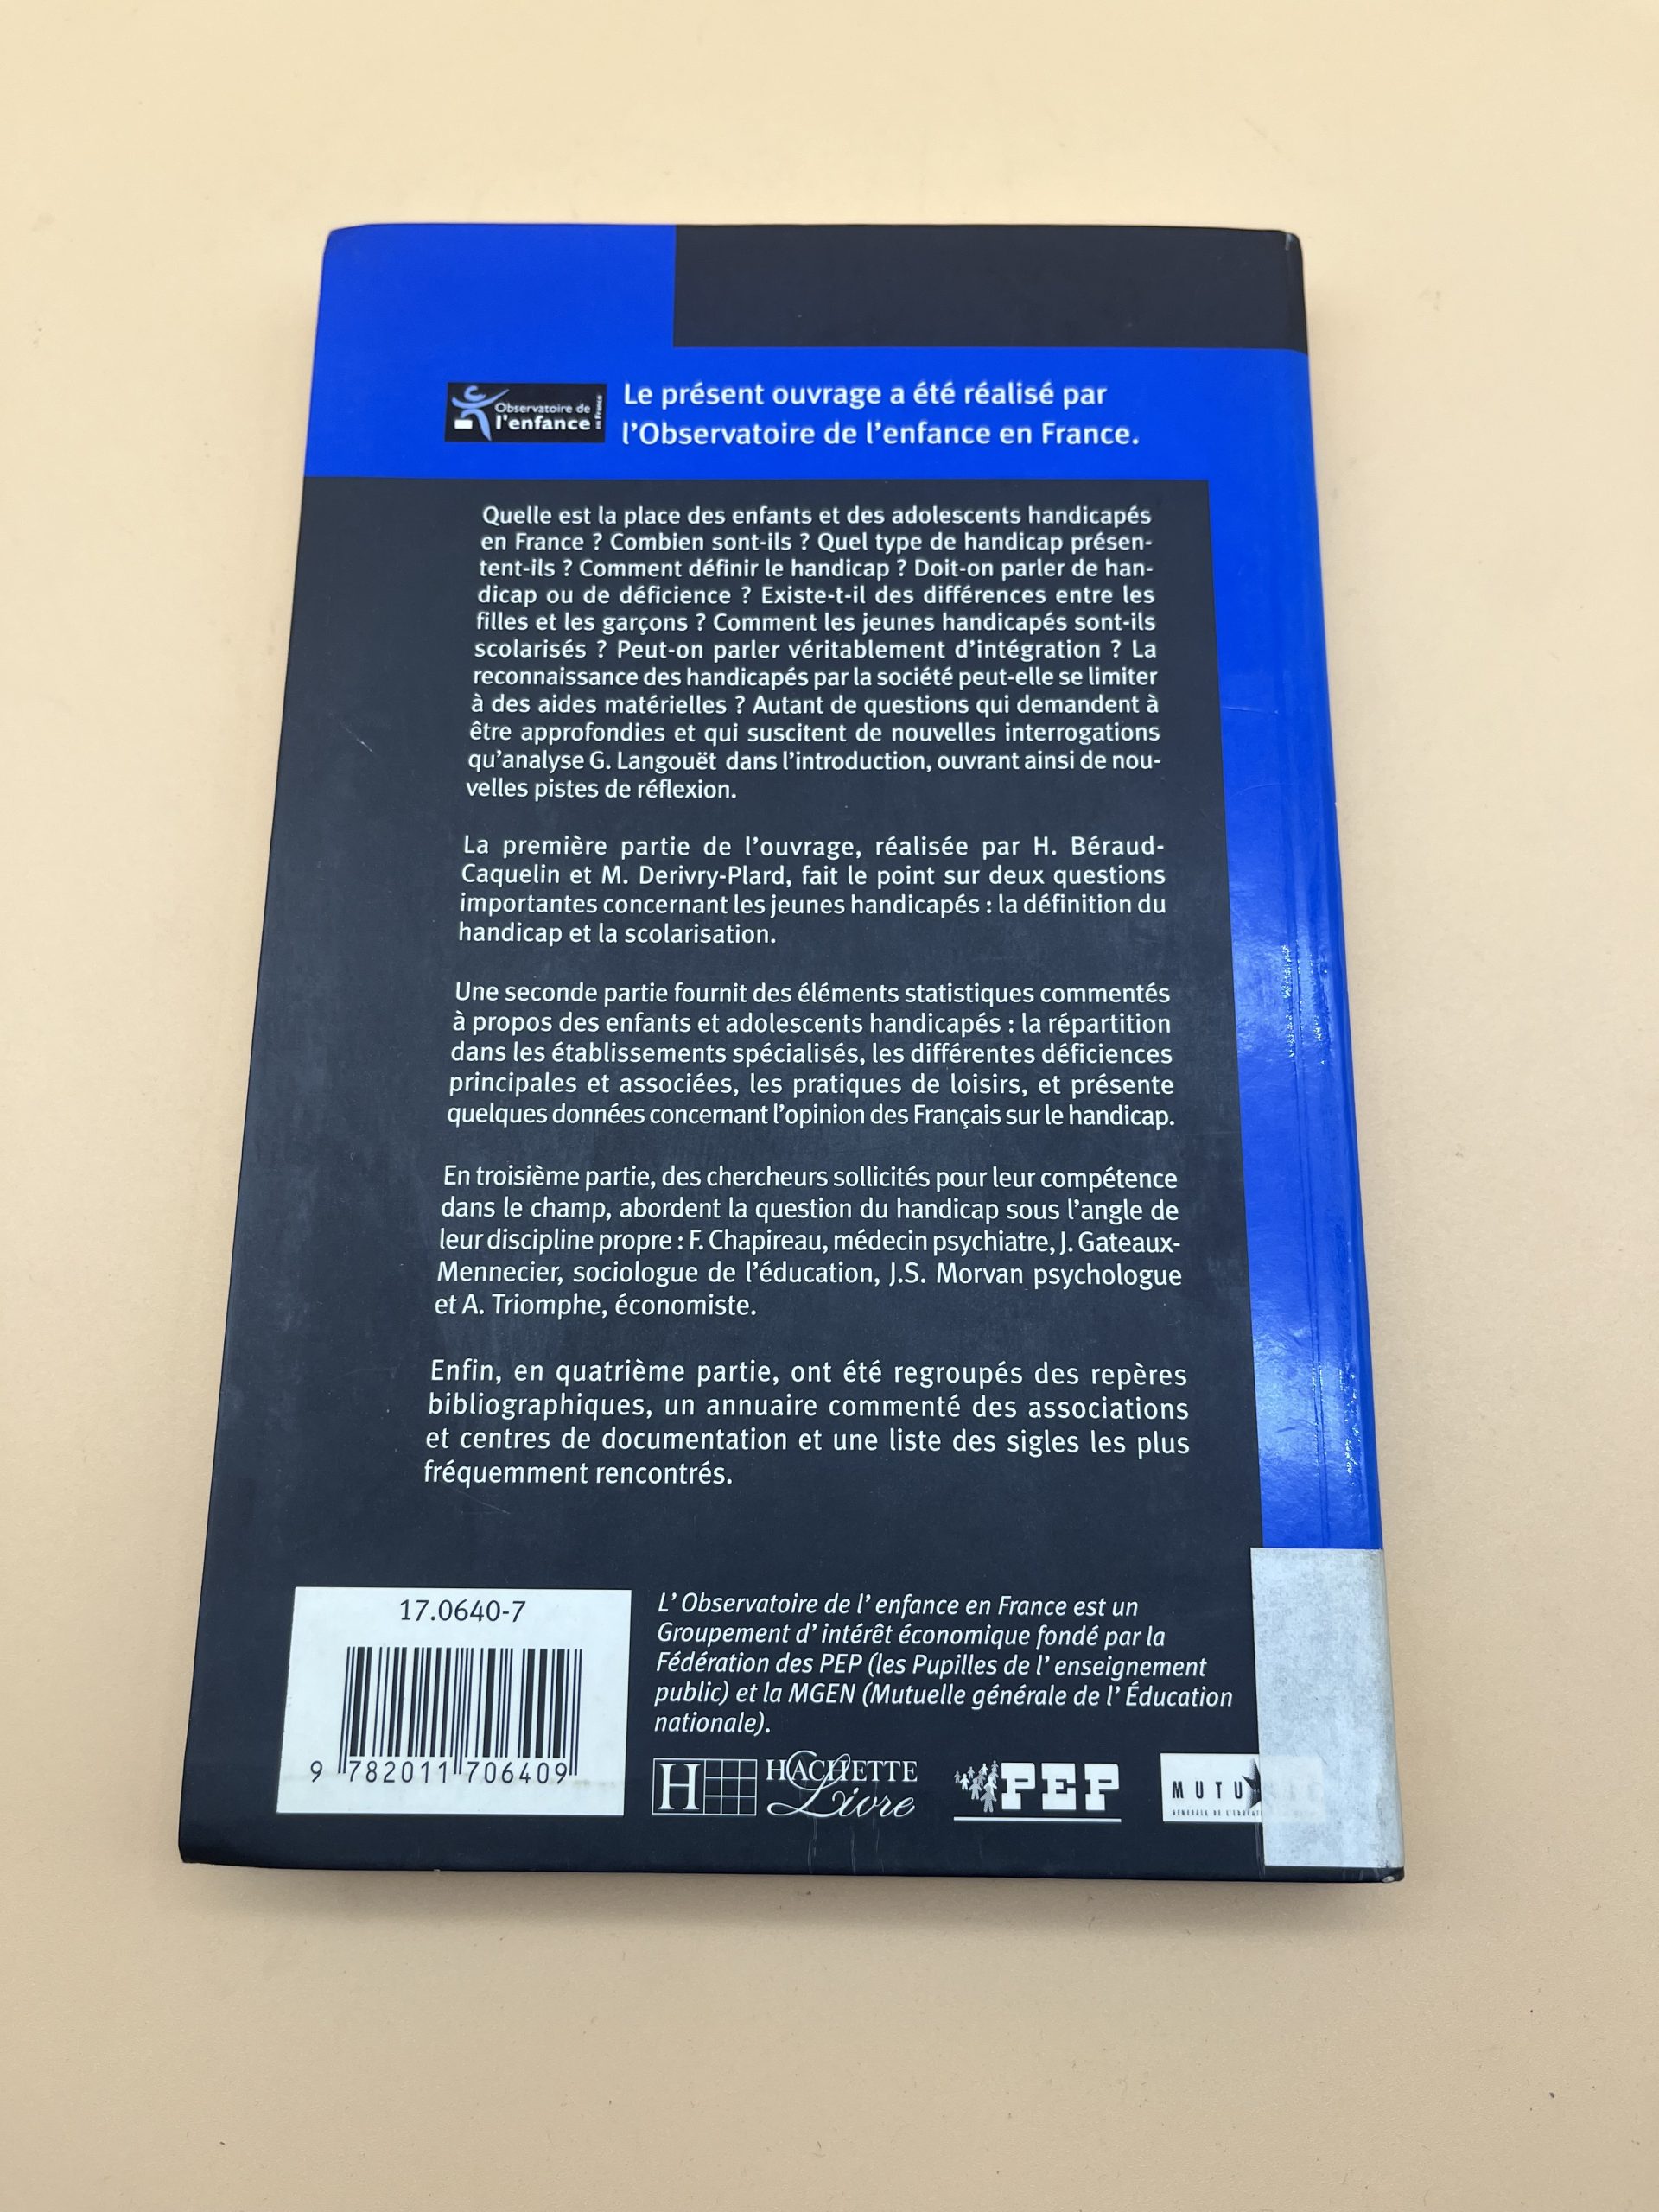 Observatoire de
l'enfance
en France
Le présent ouvrage a été réalisé par
l'Observatoire de l'enfance en France.
Quelle est la place des enfants et des adolescents handicapés
en France ? Combien sont-ils ? Quel type de handicap présen-
tent-ils ? Comment définir le handicap ? Doit-on parler de han-
dicap ou de déficience ? Existe-t-il des différences entre les
filles et les garçons ? Comment les jeunes handicapés sont-ils
scolarisés ? Peut-on parler véritablement d'intégration ? La
reconnaissance des handicapés par la société peut-elle se limiter
à des aides matérielles ? Autant de questions qui demandent à
être approfondies et qui suscitent de nouvelles interrogations
qu'analyse G. Langouët dans l'introduction, ouvrant ainsi de nou-
velles pistes de réflexion.
La première partie de l'ouvrage, réalisée par H. Béraud-
Caquelin et M. Derivry-Plard, fait le point sur deux questions
importantes concernant les jeunes handicapés : la définition du
handicap et la scolarisation.
Une seconde partie fournit des éléments statistiques commentés
à propos des enfants et adolescents handicapés : la répartition
dans les établissements spécialisés, les différentes déficiences
principales et associées, les pratiques de loisirs, et présente
quelques données concernant l'opinion des Français sur le handicap.
En troisième partie, des chercheurs sollicités pour leur compétence
dans le champ, abordent la question du handicap sous l'angle de
leur discipline propre : F. Chapireau, médecin psychiatre, J. Gateaux-
Mennecier, sociologue de l'éducation, J.S. Morvan psychologue
et A. Triomphe, économiste.
Enfin, en quatrième partie, ont été regroupés des repères
bibliographiques, un annuaire commenté des associations
et centres de documentation et une liste des sigles les plus
fréquemment rencontrés.
17.0640-7
9 782011 706409
L' Observatoire de l' enfance en France est un
Groupement d' intérêt économique fondé par la
Fédération des PEP (les Pupilles de l' enseignement
public) et la MGEN (Mutuelle générale de l' Éducation
nationale).
H HACHETTE
Livre
PEP
MUTU